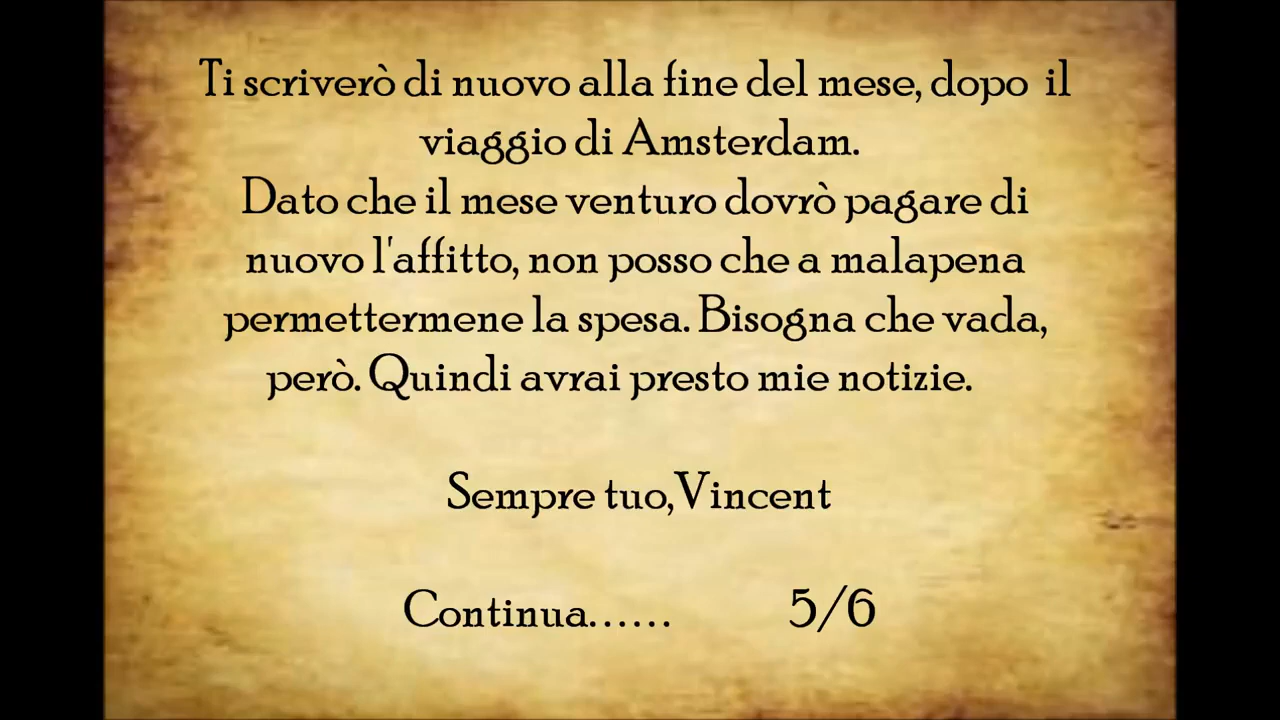 Ti scriverò di nuovo alla fine del mese, dopo il
viaggio di Amsterdam.
Dato che il mese venturo dovrò pagare di
nuovo l'affitto, non posso che a malapena
permettermene la spesa. Bisogna che vada,
però. Quindi avrai presto mie notizie.
Sempre tuo,Vincent
Continua...... 5/6